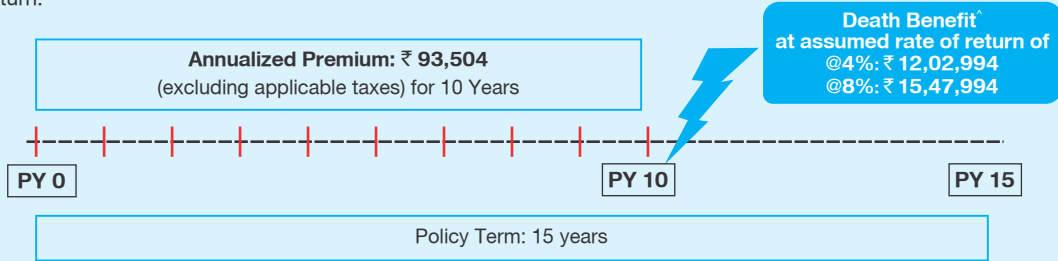 turn.
Death Benefit^
at assumed rate of return of
@4%: ₹ 12,02,994
@8%: ₹ 15,47,994
Annualized Premium: ₹ 93,504
(excluding applicable taxes) for 10 Years
PY 0
PY 10
PY 15
Policy Term: 15 years